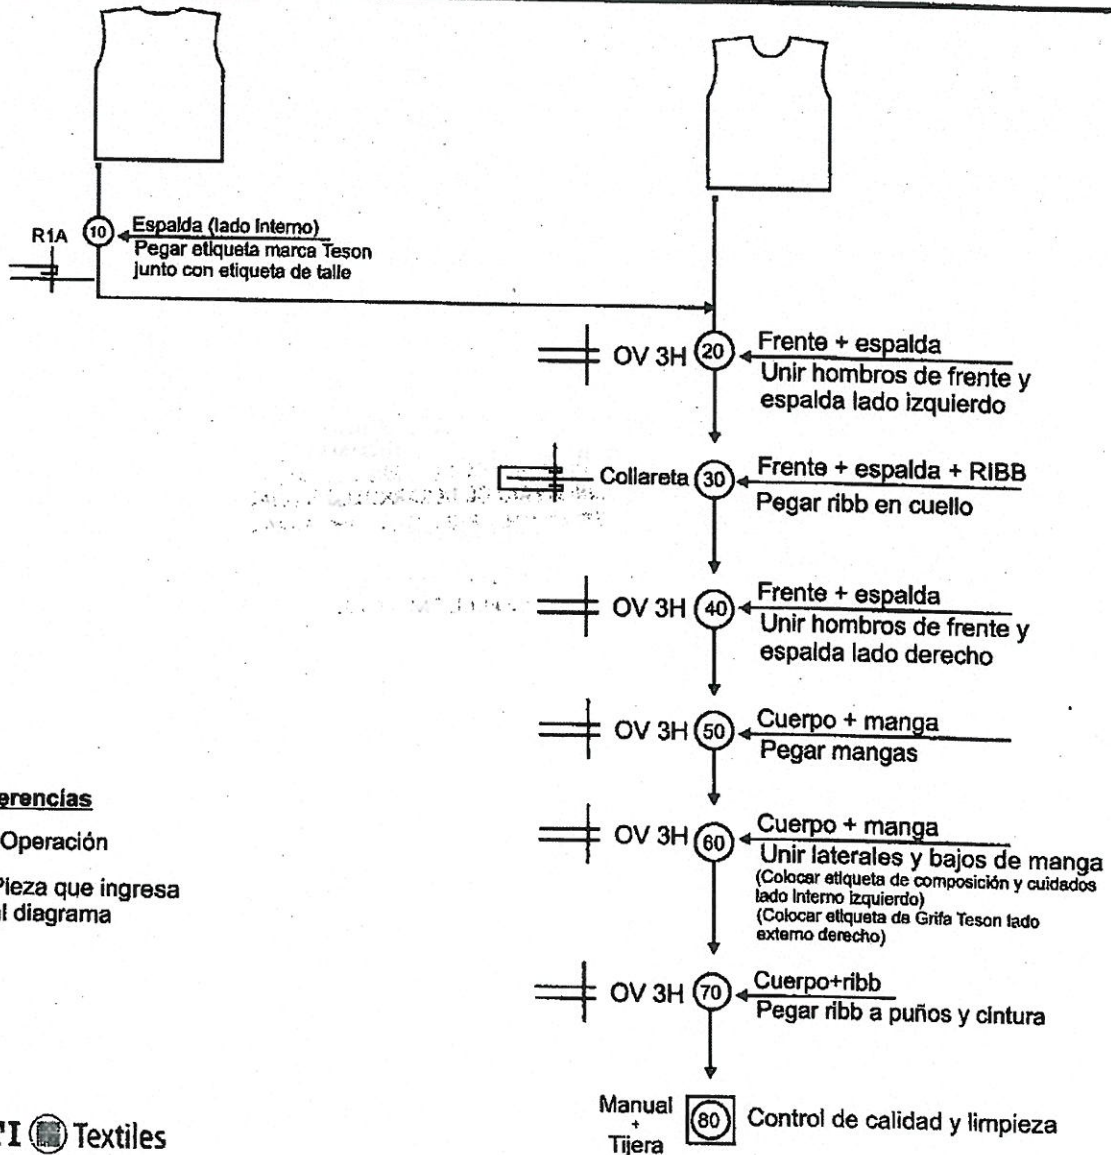 R1A
10
Espalda (lado Interno)
Pegar etiqueta marca Teson
junto con etiqueta de talle
OV 3H
20
Frente + espalda
Unir hombros de frente y
espalda lado izquierdo
Collareta
30
Frente + espalda + RIBB
Pegar ribb en cuello
OV 3H
40
Frente + espalda
Unir hombros de frente y
espalda lado derecho
OV 3H
50
Cuerpo + manga
Pegar mangas
OV 3H
60
Cuerpo + manga
Unir laterales y bajos de manga
(Colocar etiqueta de composición y cuidados
lado Interno izquierdo)
(Colocar etiqueta de Grifa Teson lado
externo derecho)
OV 3H
70
Cuerpo+ribb
Pegar ribb a puños y cintura
Manual
+
Tijera
80
Control de calidad y limpieza
erencias
Operación
Pieza que ingresa
al diagrama
TI Textiles